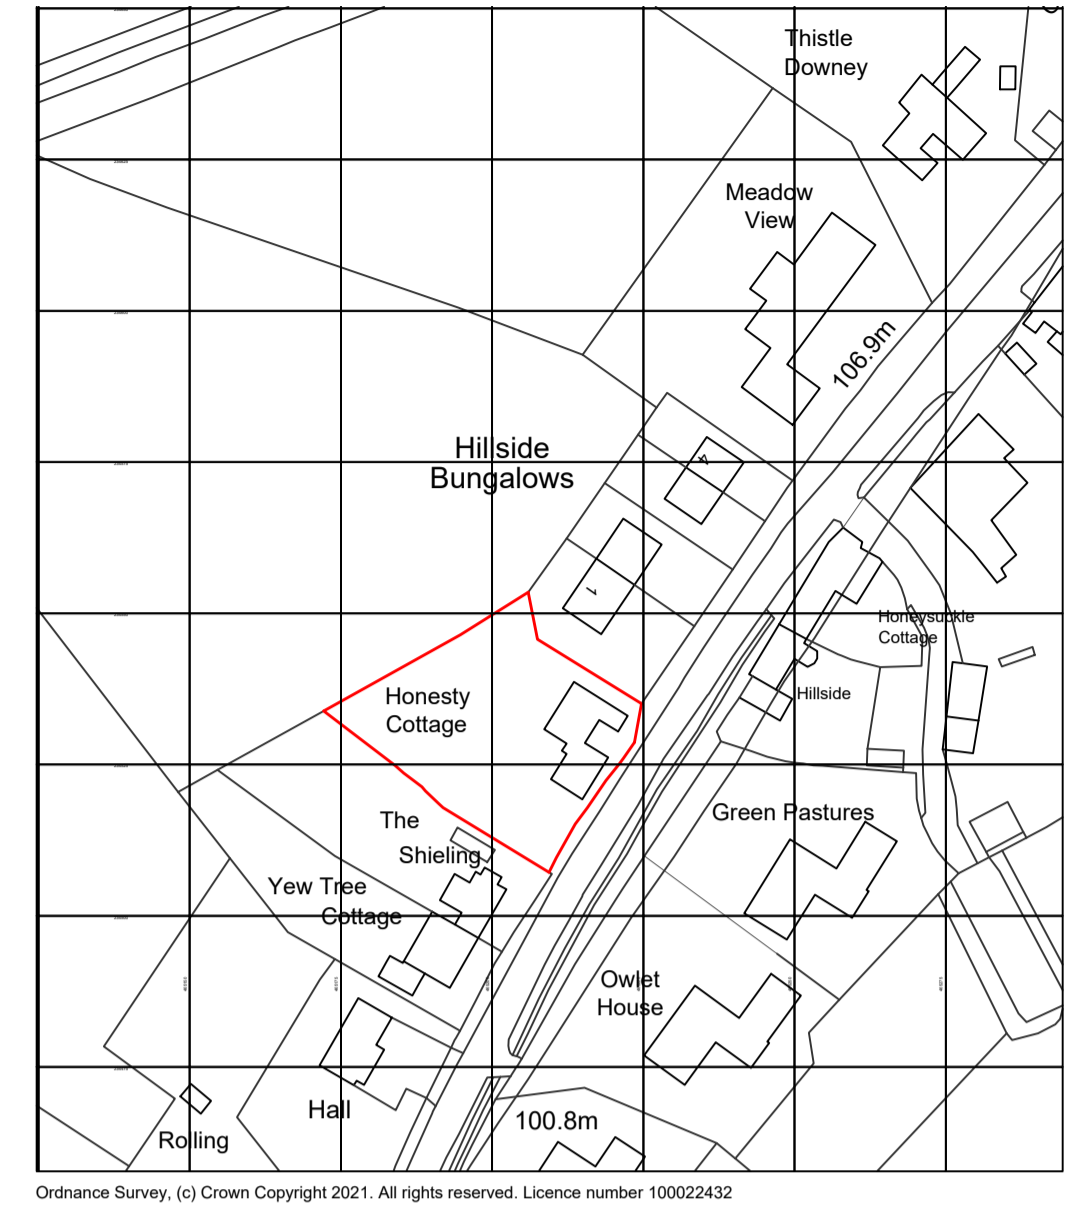 Thistle
Downey
Meadow
View
106.9m
Hillside
Bungalows
4
1
Honeysuckle
Cottage
Honesty
Cottage
Hillside
Green Pastures
The
Shieling
Yew Tree
Cottage
Owlet
House
Hall
100.8m
Rolling
Ordnance Survey, (c) Crown Copyright 2021. All rights reserved. Licence number 100022432